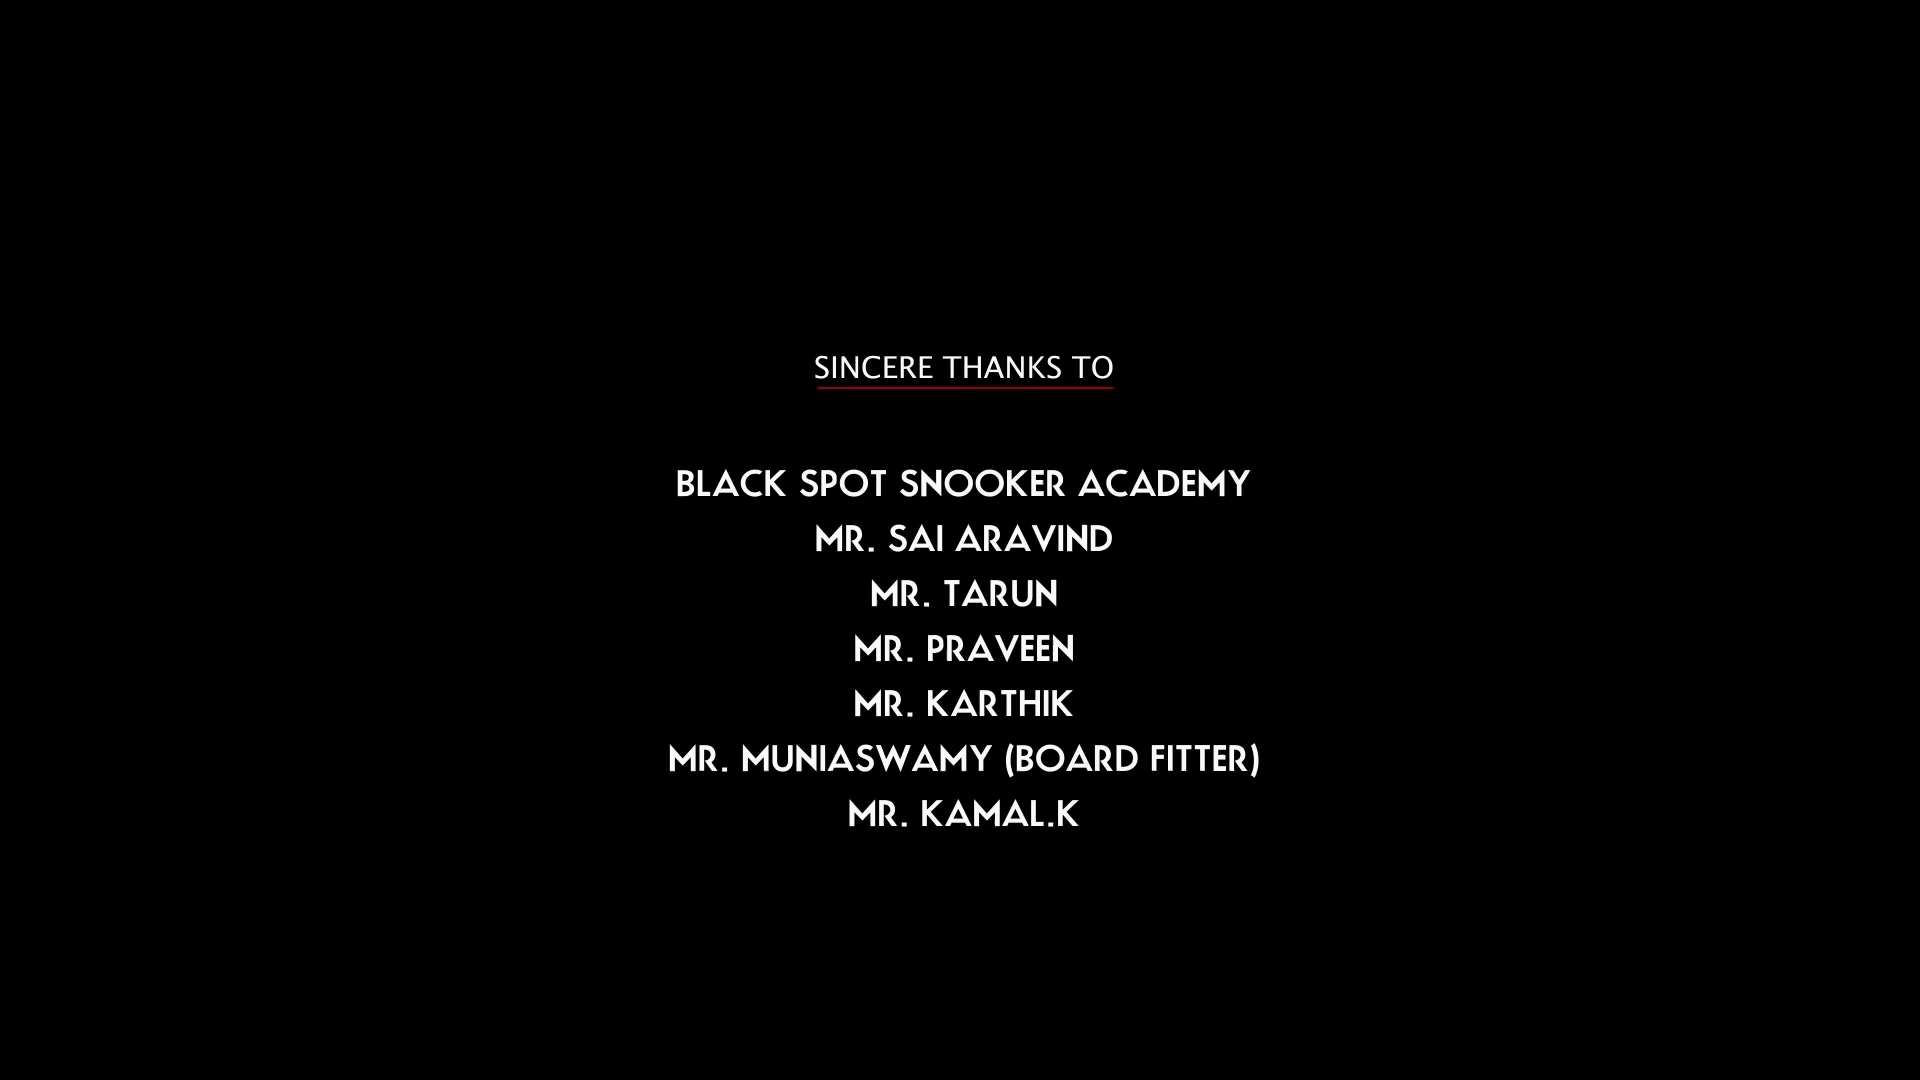 SINCERE THANKS TO
BLACK SPOT SNOOKER ACADEMY
MR. SAI ARAVIND
MR. TARUN
MR. PRAVEEN
MR. KARTHIK
MR. MUNIASWAMY (BOARD FITTER)
MR. KAMAL.K